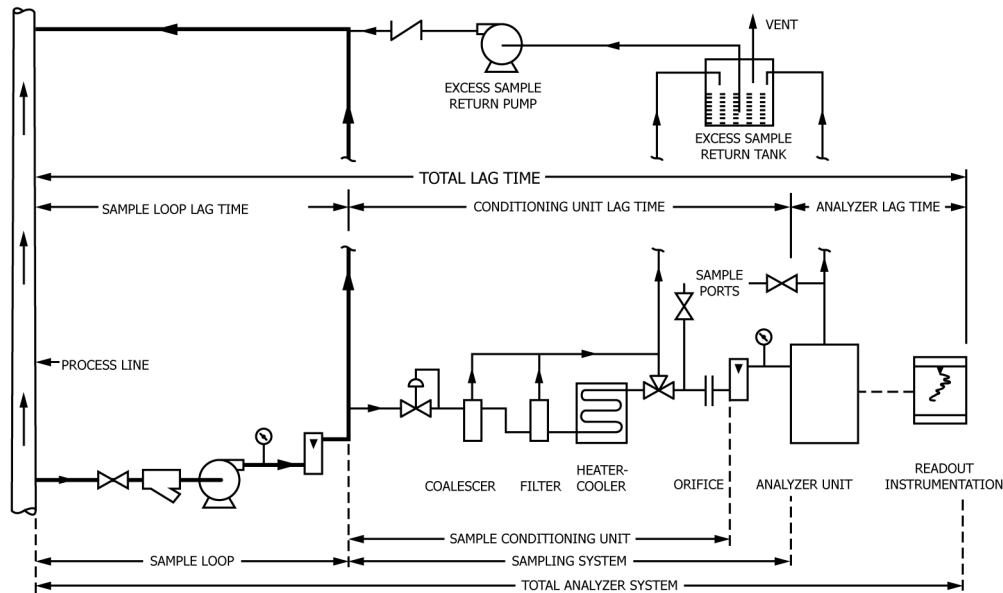 VENT
EXCESS SAMPLE
RETURN PUMP
EXCESS SAMPLE
RETURN TANK
TOTAL LAG TIME
SAMPLE LOOP LAG TIME
CONDITIONING UNIT LAG TIME
ANALYZER LAG TIME
SAMPLE
PORTS
PROCESS LINE
COALESCER
FILTER
HEATER-
COOLER
ORIFICE
ANALYZER UNIT
READOUT
INSTRUMENTATION
SAMPLE CONDITIONING UNIT
SAMPLE LOOP
SAMPLING SYSTEM
TOTAL ANALYZER SYSTEM